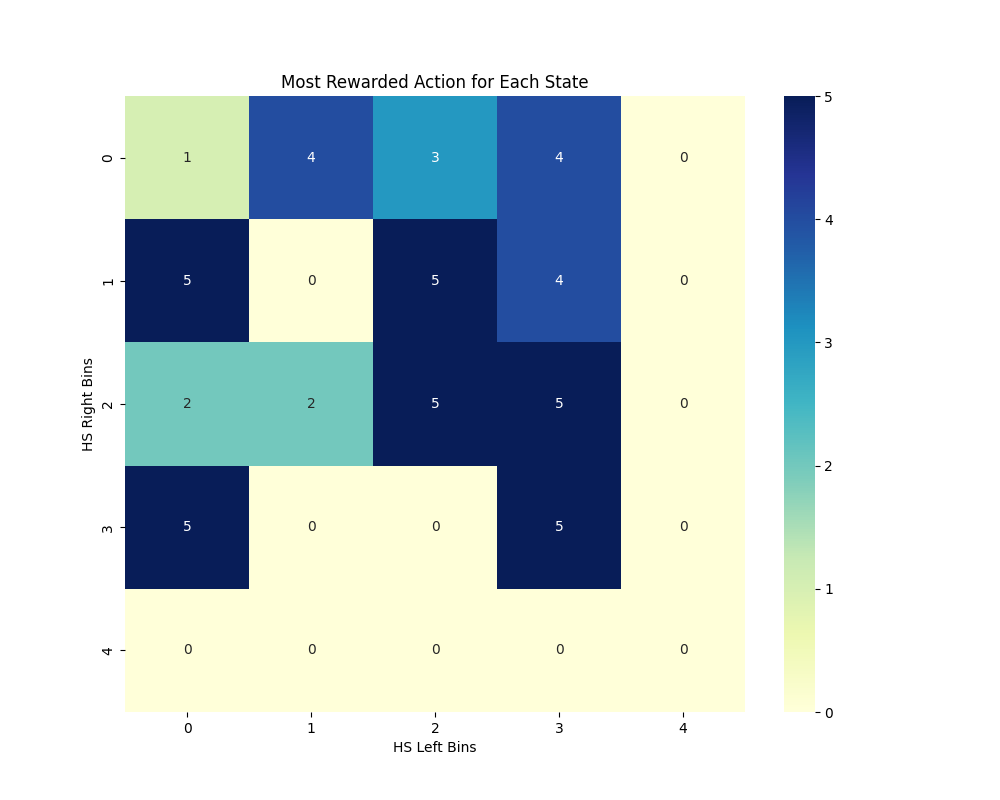 Most Rewarded Action for Each State
0 1 4 3 4 0
1 5 0 5 4 0
2 2 2 5 5 0
3 5 0 0 5 0
4 0 0 0 0 0
0 1 2 3 4
HS Left Bins
HS Right Bins
5
4
3
2
1
0